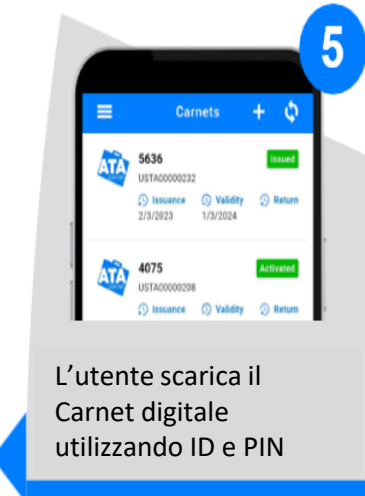 5
Carnets
ATA
5636
Issued
USTA00000232
Issuance Validity Return
2/3/2023 1/3/2024
ATA
4075
Activated
USTA00000208
Issuance Validity Return
L'utente scarica il
Carnet digitale
utilizzando ID e PIN